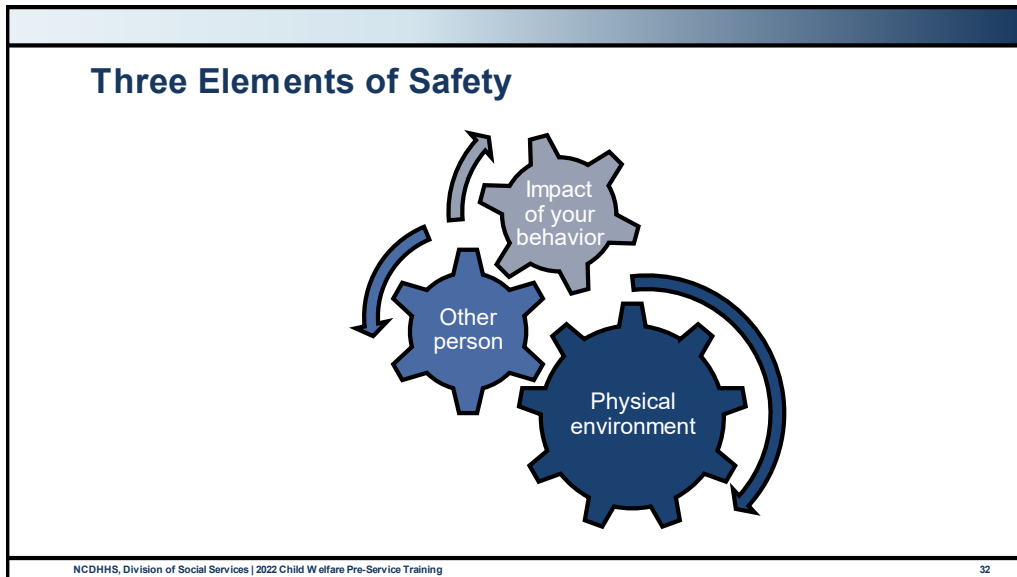 Three Elements of Safety
Impact
of your
behavior
Other
person
Physical
environment
NCDHHS, Division of Social Services | 2022 Child Welfare Pre-Service Training
32